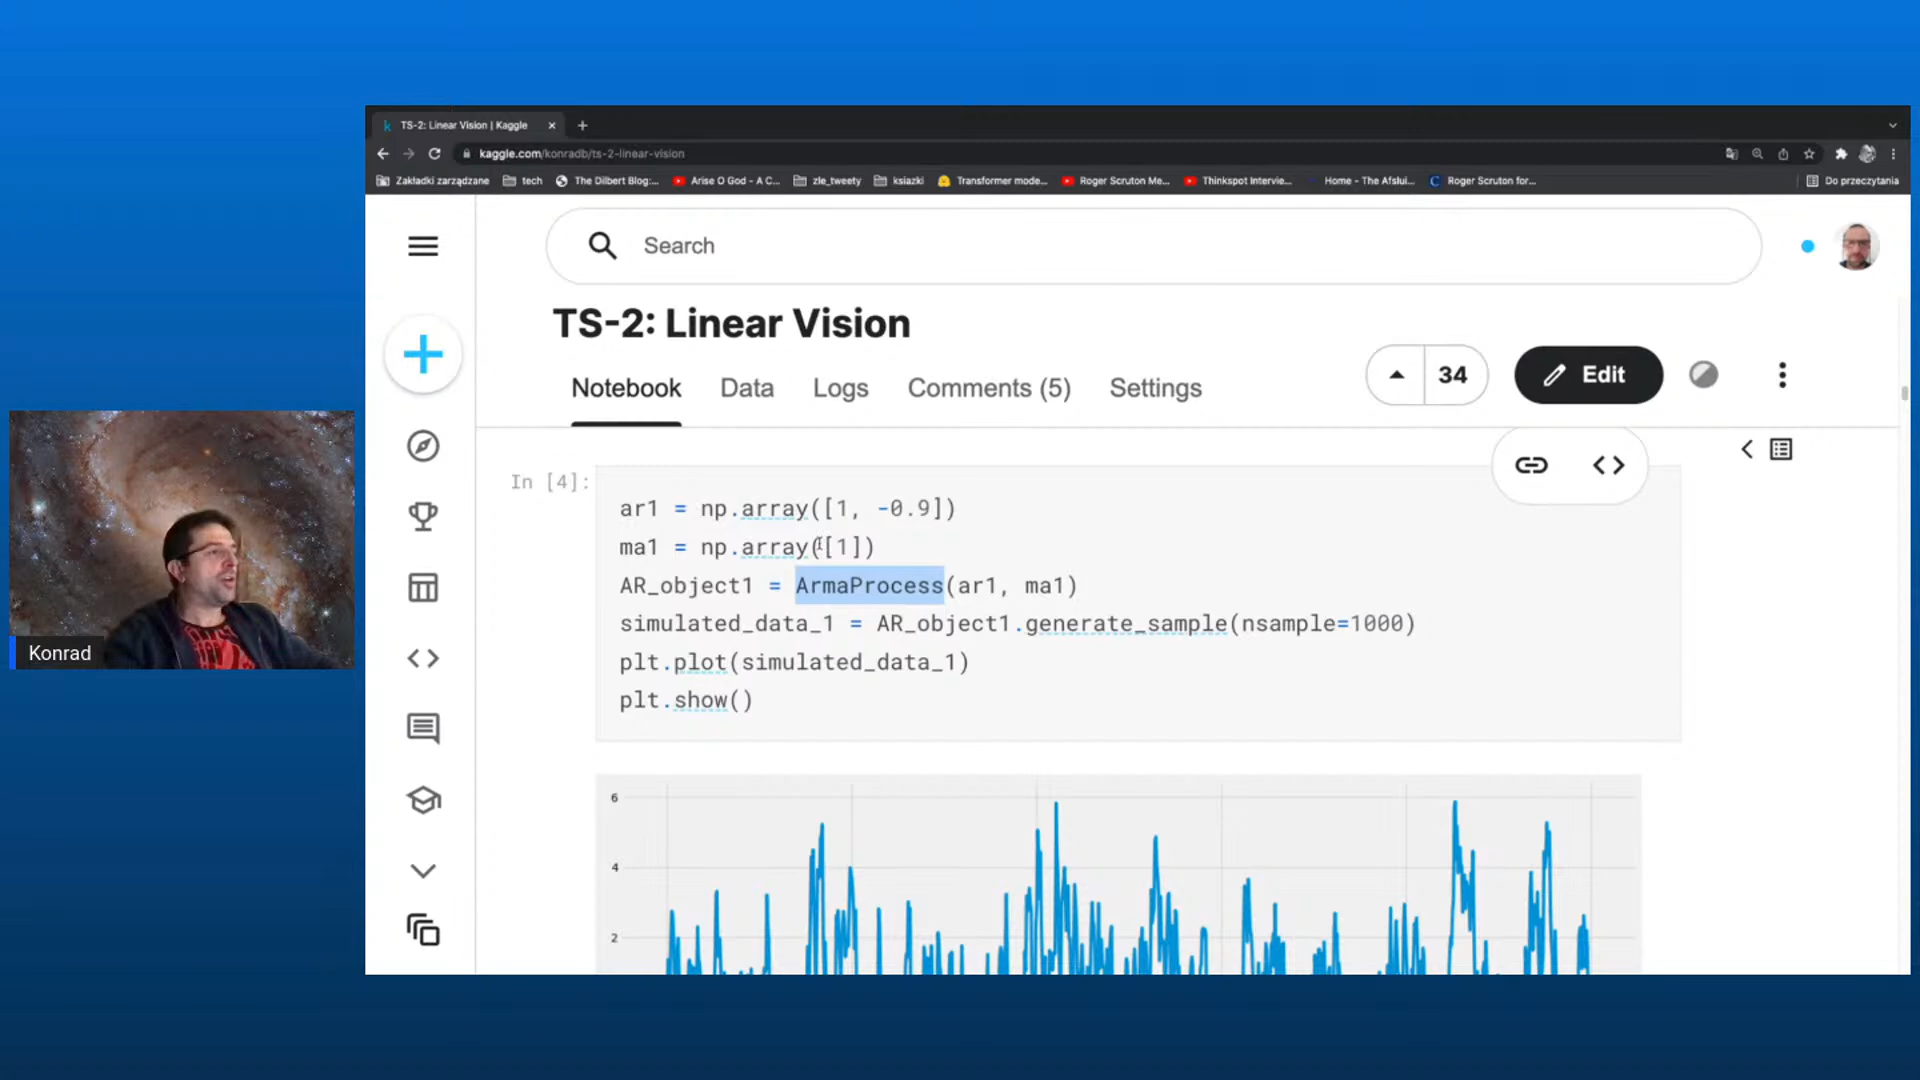 TS-2: Linear Vision | Kaggle
kaggle.com/konradb/ts-2-linear-vision
Zakładki zarządzane tech The Dilbert Blog:... Arise O God - A C... zle_tweety ksiazki Transformer mode... Roger Scruton Me... Thinkspot Intervie... Home - The Afslui... Roger Scruton for... Do przeczytania
Search
TS-2: Linear Vision
Notebook Data Logs Comments (5) Settings
34
Edit
In [4]:
ar1 = np.array([1, -0.9])
ma1 = np.array([1])
AR_object1 = ArmaProcess(ar1, ma1)
simulated_data_1 = AR_object1.generate_sample(nsample=1000)
plt.plot(simulated_data_1)
plt.show()
6
4
2
Konrad